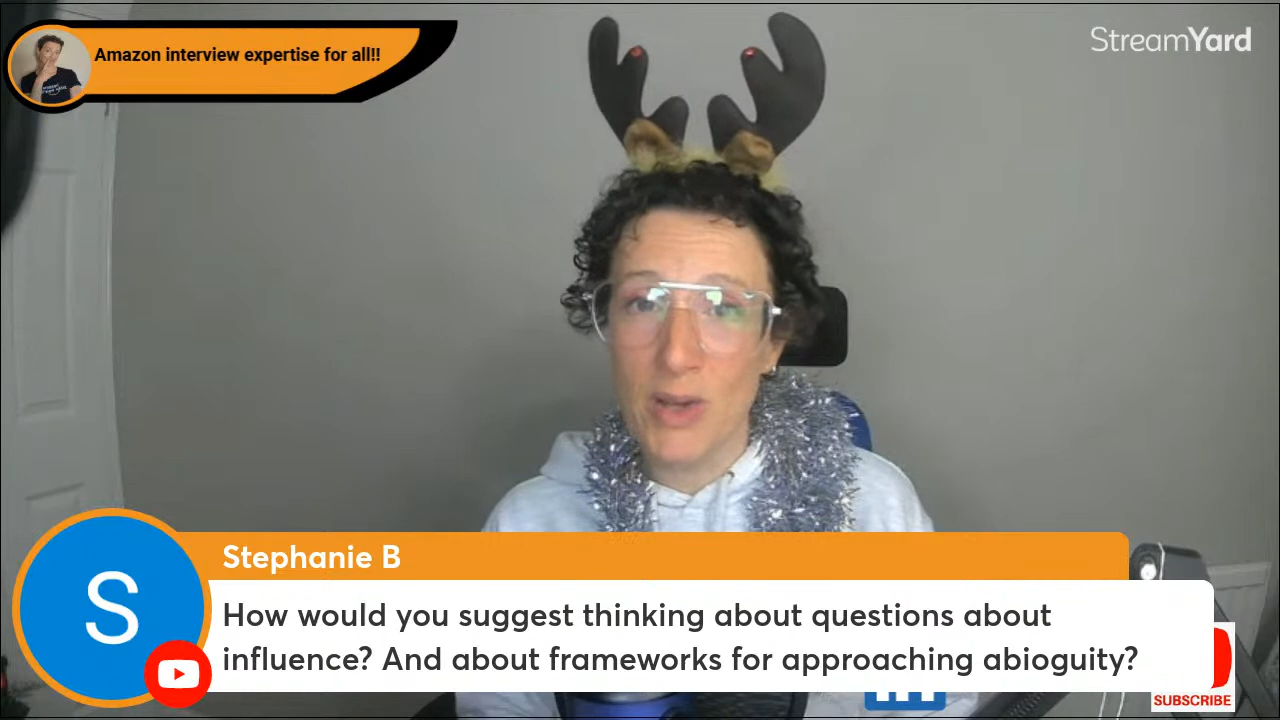 Amazon interview expertise for all!!
StreamYard
Stephanie B
S
How would you suggest thinking about questions about
influence? And about frameworks for approaching abioguity?
SUBSCRIBE